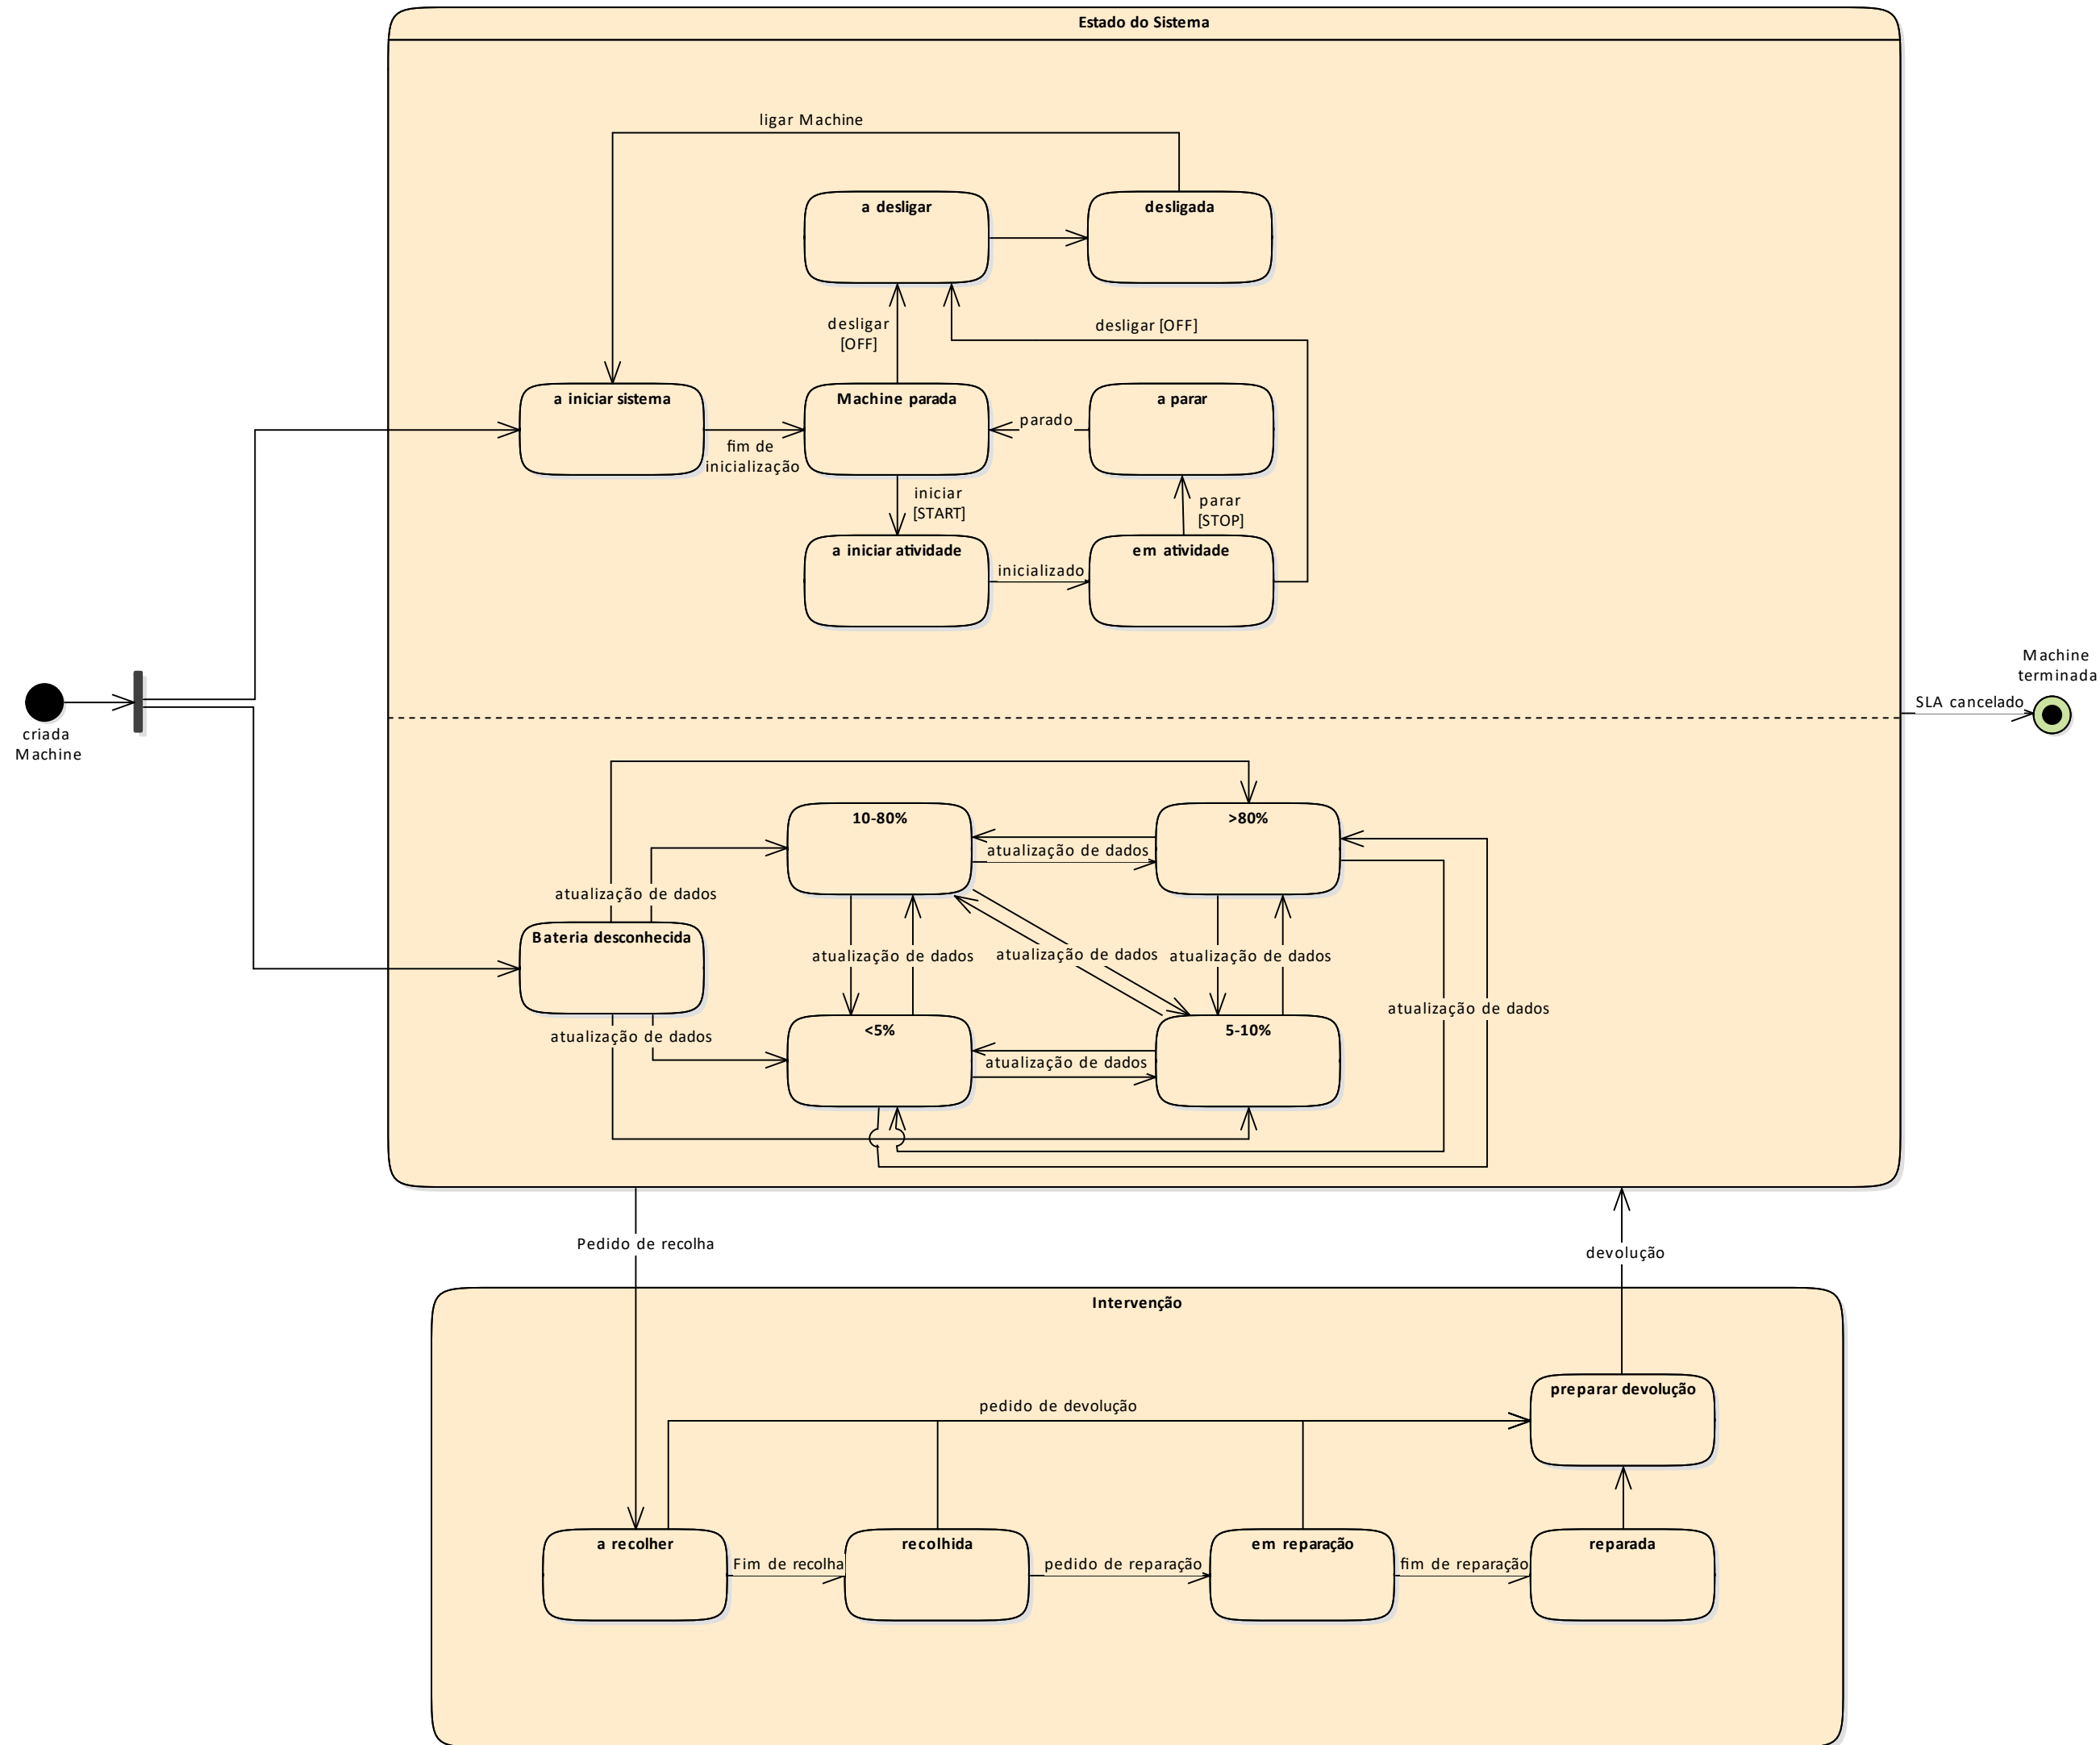 Estado do Sistema
ligar Machine
a desligar
desligada
desligar
[OFF]
desligar [OFF]
a iniciar sistema
Machine parada
a parar
parado
fim de
inicialização
iniciar
[START]
parar
[STOP]
a iniciar atividade
em atividade
inicializado
Machine
terminada
SLA cancelado
criada
Machine
10-80%
>80%
atualização de dados
atualização de dados
Bateria desconhecida
atualização de dados
atualização de dados
atualização de dados
atualização de dados
atualização de dados
<5%
5-10%
atualização de dados
Pedido de recolha
devolução
Intervenção
preparar devolução
pedido de devolução
a recolher
recolhida
em reparação
reparada
Fim de recolha
pedido de reparação
fim de reparação